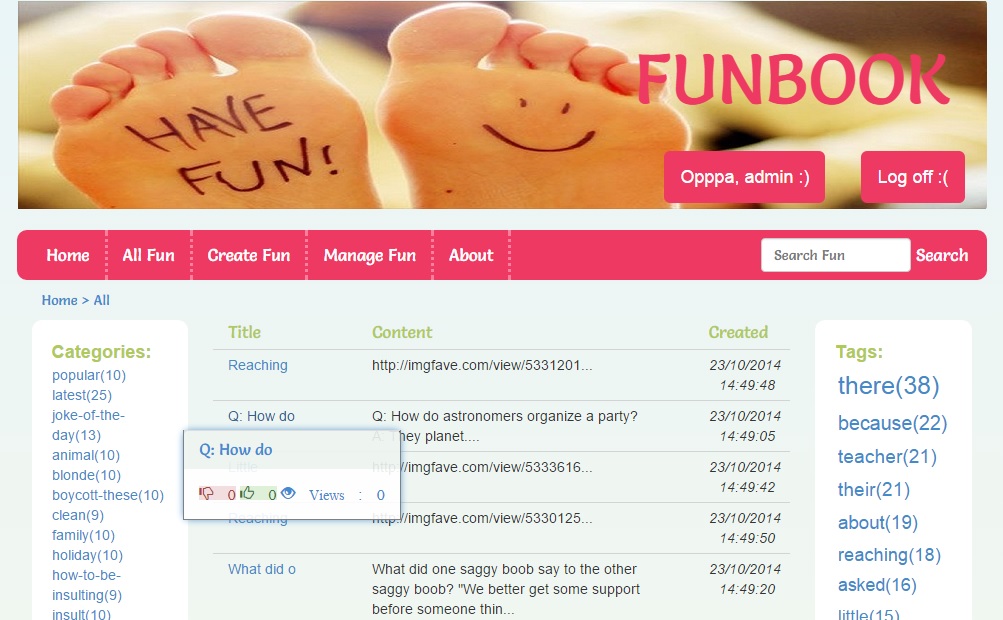 HAVE
FUN!
FUNBOOK
Opppa, admin :)
Log off :(
Home
All Fun
Create Fun
Manage Fun
About
Search Fun
Search
Home > All
Categories:
popular(10)
latest(25)
joke-of-the-
day(13)
animal(10)
blonde(10)
boycott-these(10)
clean(9)
family(10)
holiday(10)
how-to-be-
insulting(9)
insult(10)
Title Content Created
Reaching http://imgfave.com/view/5331201... 23/10/2014
14:49:48
Q: How do Q: How do astronomers organize a party? 23/10/2014
A: They planet.... 14:49:05
Q: How do
0 0 Views : 0
Little http://imgfave.com/view/5333616... 23/10/2014
14:49:42
Reaching http://imgfave.com/view/5330125... 23/10/2014
14:49:50
What did o What did one saggy boob say to the other 23/10/2014
saggy boob? "We better get some support 14:49:20
before someone thin...
Tags:
there(38)
because(22)
teacher(21)
their(21)
about(19)
reaching(18)
asked(16)
little(15)